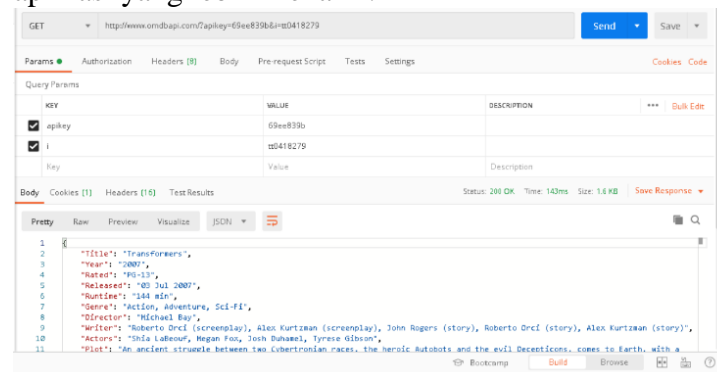 GET http://www.omdbapi.com/?apikey=69ee839b&i=tt0418279 Send Save
Params Authorization Headers (8) Body Pre-request Script Tests Settings Cookies Code
Query Params
KEY VALUE DESCRIPTION ••• Bulk Edit
apikey 69ee839b
i tt0418279
Key Value Description
Body Cookies (1) Headers (16) Test Results Status: 200 OK Time: 143ms Size: 1.6 KB Save Response
Pretty Raw Preview Visualize JSON
1 {
2 "Title": "Transformers",
3 "Year": "2007",
4 "Rated": "PG-13",
5 "Released": "03 Jul 2007",
6 "Runtime": "144 min",
7 "Genre": "Action, Adventure, Sci-Fi",
8 "Director": "Michael Bay",
9 "Writer": "Roberto Orci (screenplay), Alex Kurtzman (screenplay), John Rogers (story), Roberto Orci (story), Alex Kurtzman (story)",
10 "Actors": "Shia LaBeouf, Megan Fox, Josh Duhamel, Tyrese Gibson",
11 "Plot": "An ancient struggle between two Cybertronian races, the heroic Autobots and the evil Decepticons, comes to Earth, with a
Bootcamp Build Browse